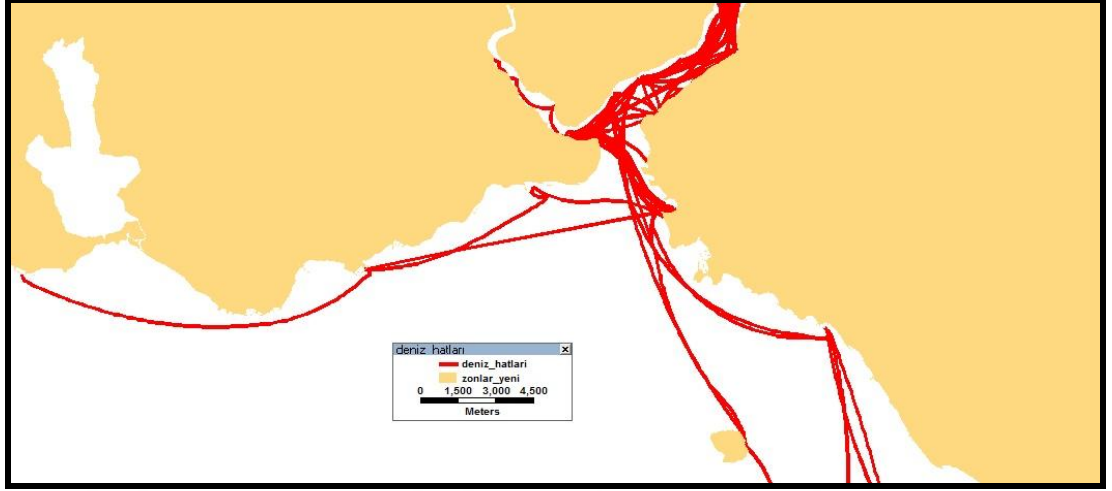 deniz_hatları
deniz_hatlari
zonlar_yeni
0 1,500 3,000 4,500
Meters